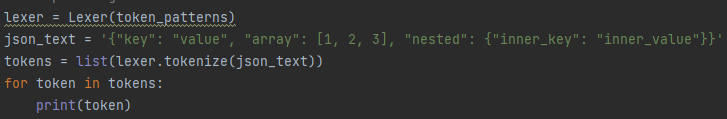 lexer = Lexer(token_patterns)
json_text = '{"key": "value", "array": [1, 2, 3], "nested": {"inner_key": "inner_value"}}'
tokens = list(lexer.tokenize(json_text))
for token in tokens:
    print(token)